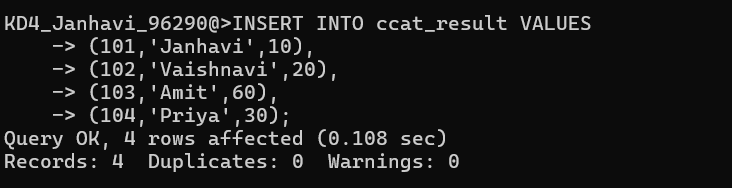 KD4_Janhavi_96290@>INSERT INTO ccat_result VALUES
    -> (101,'Janhavi',10),
    -> (102,'Vaishnavi',20),
    -> (103,'Amit',60),
    -> (104,'Priya',30);
Query OK, 4 rows affected (0.108 sec)
Records: 4  Duplicates: 0  Warnings: 0